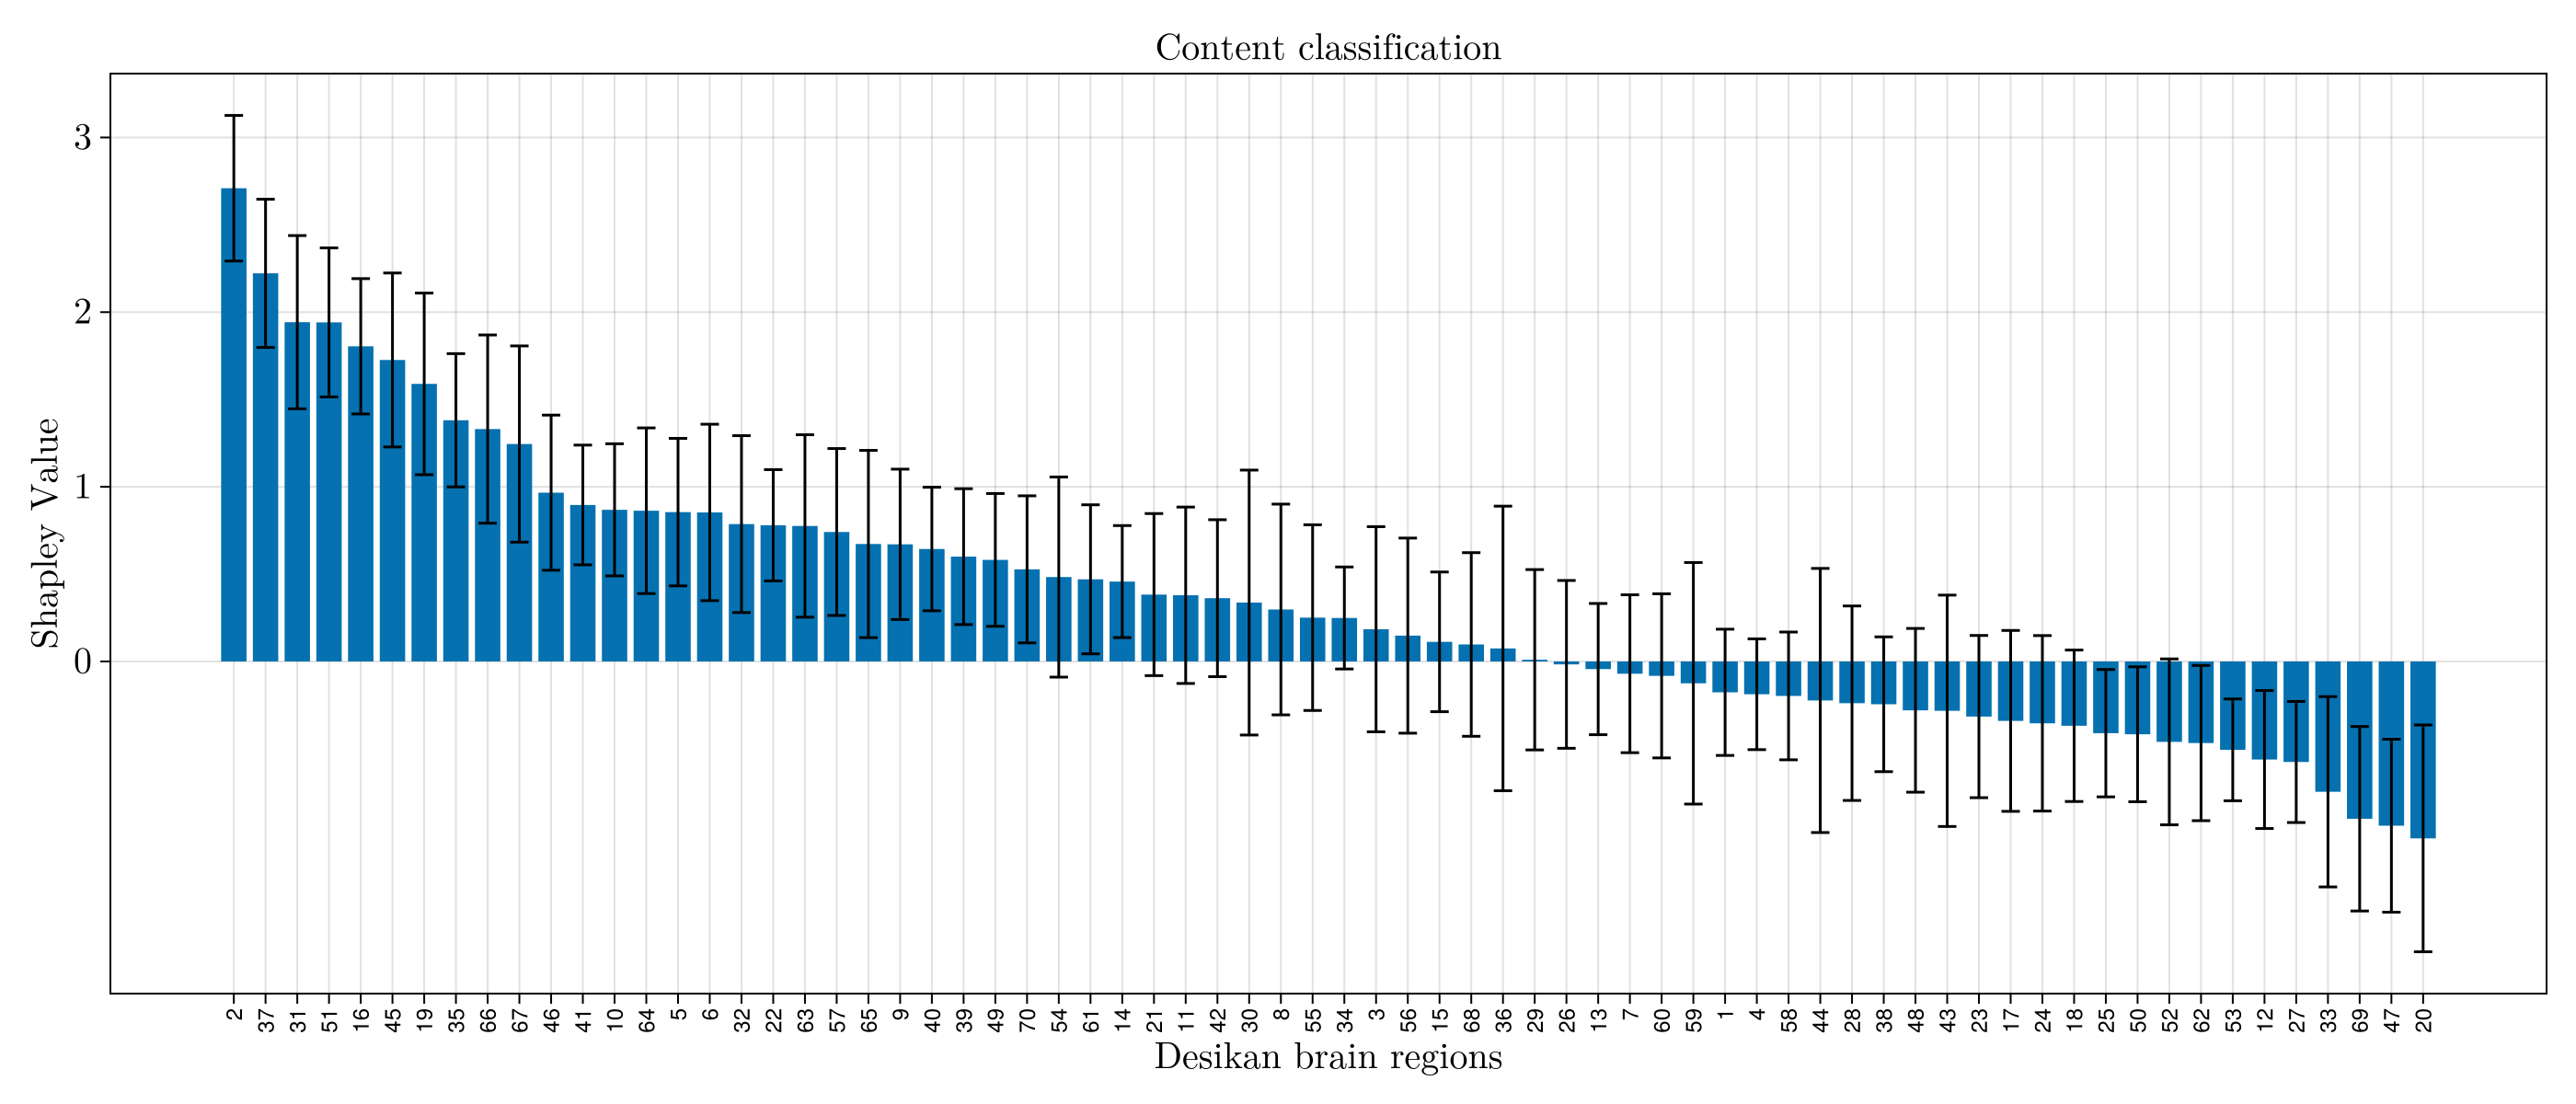 Content classification
Shapley Value
3
2
1
0
2 37 31 51 16 45 19 35 66 67 46 41 10 64 5 6 32 22 63 57 65 9 40 39 49 70 54 61 14 21 11 42 30 8 55 34 3 56 15 68 36 29 26 13 7 60 59 1 4 58 44 28 38 48 43 23 17 24 18 25 50 52 62 53 12 27 33 69 47 20
Desikan brain regions